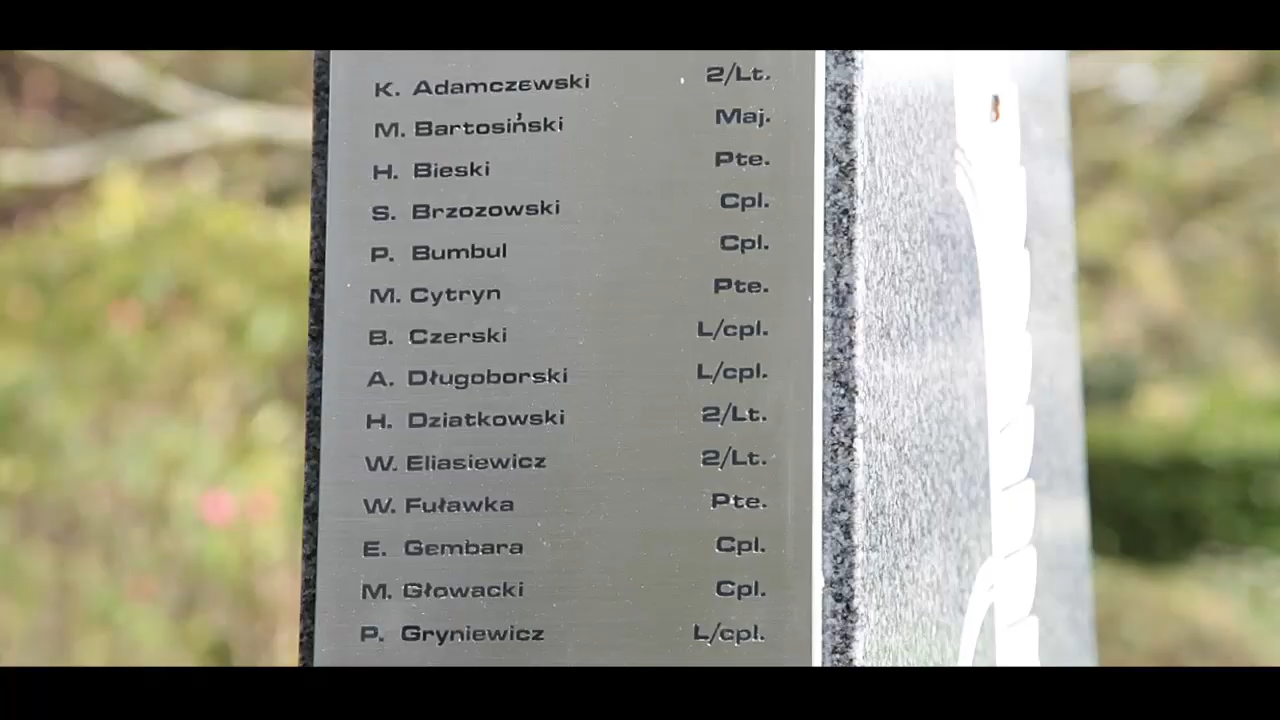 K. Adamczewski 2/Lt.
M. Bartosiński Maj.
H. Bieski Pte.
S. Brzozowski Cpl.
P. Bumbul Cpl.
M. Cytryn Pte.
B. Czerski L/cpl.
A. Długoborski L/cpl.
H. Dziatkowski 2/Lt.
W. Eliasiewicz 2/Lt.
W. Fuławka Pte.
E. Gembara Cpl.
M. Głowacki Cpl.
P. Gryniewicz L/cpl.